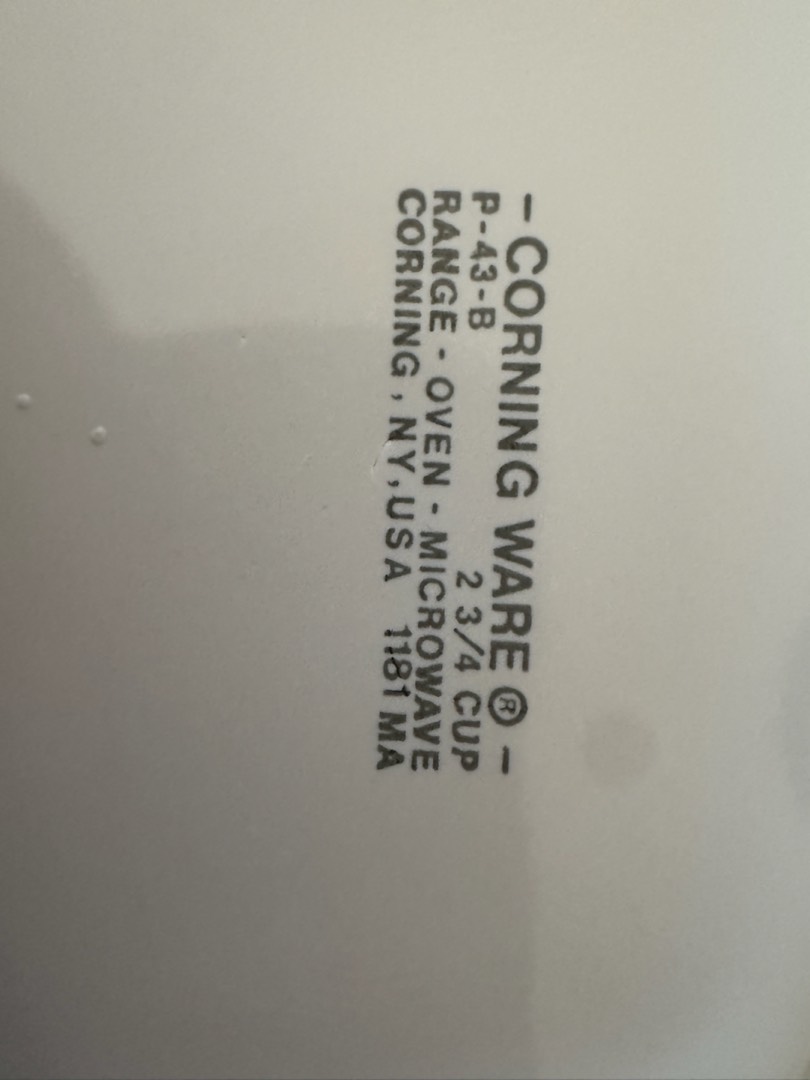 - CORNING WARE ® -
P-43-B 2 3/4 CUP
RANGE - OVEN - MICROWAVE
CORNING, NY, USA 1181 MA